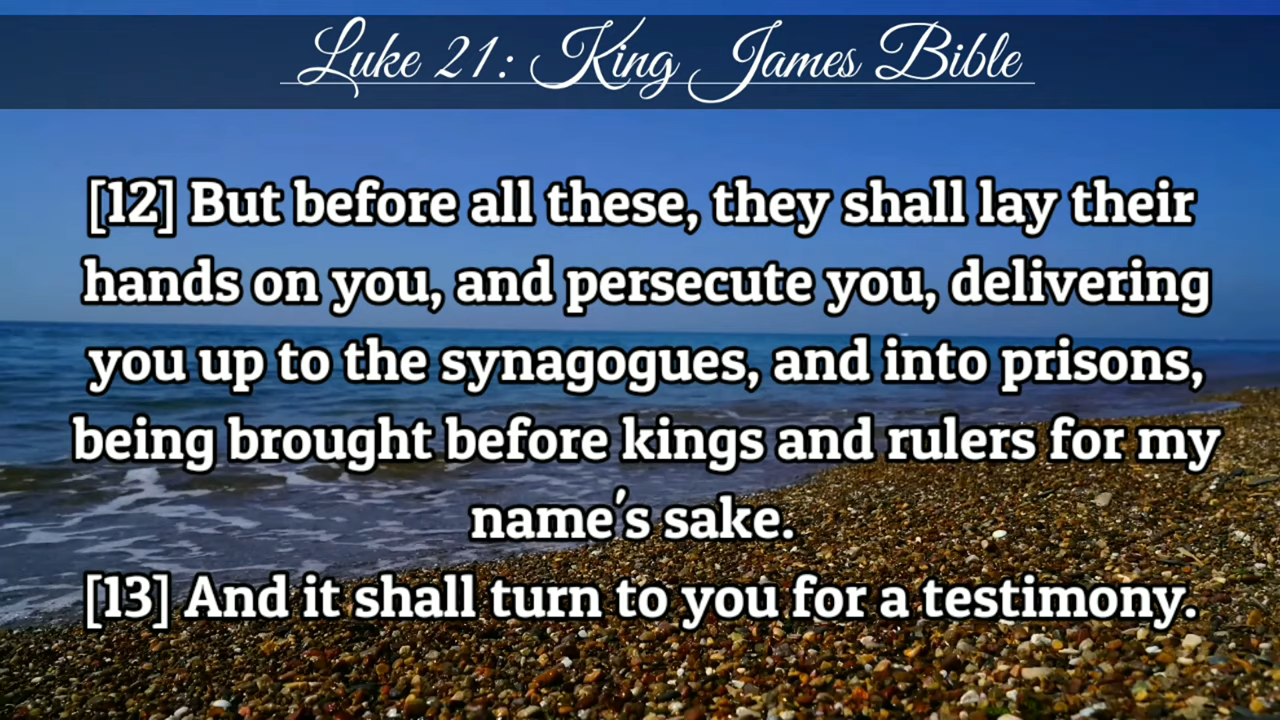 Luke 21: King James Bible
[12] But before all these, they shall lay their
hands on you, and persecute you, delivering
you up to the synagogues, and into prisons,
being brought before kings and rulers for my
name's sake.
[13] And it shall turn to you for a testimony.